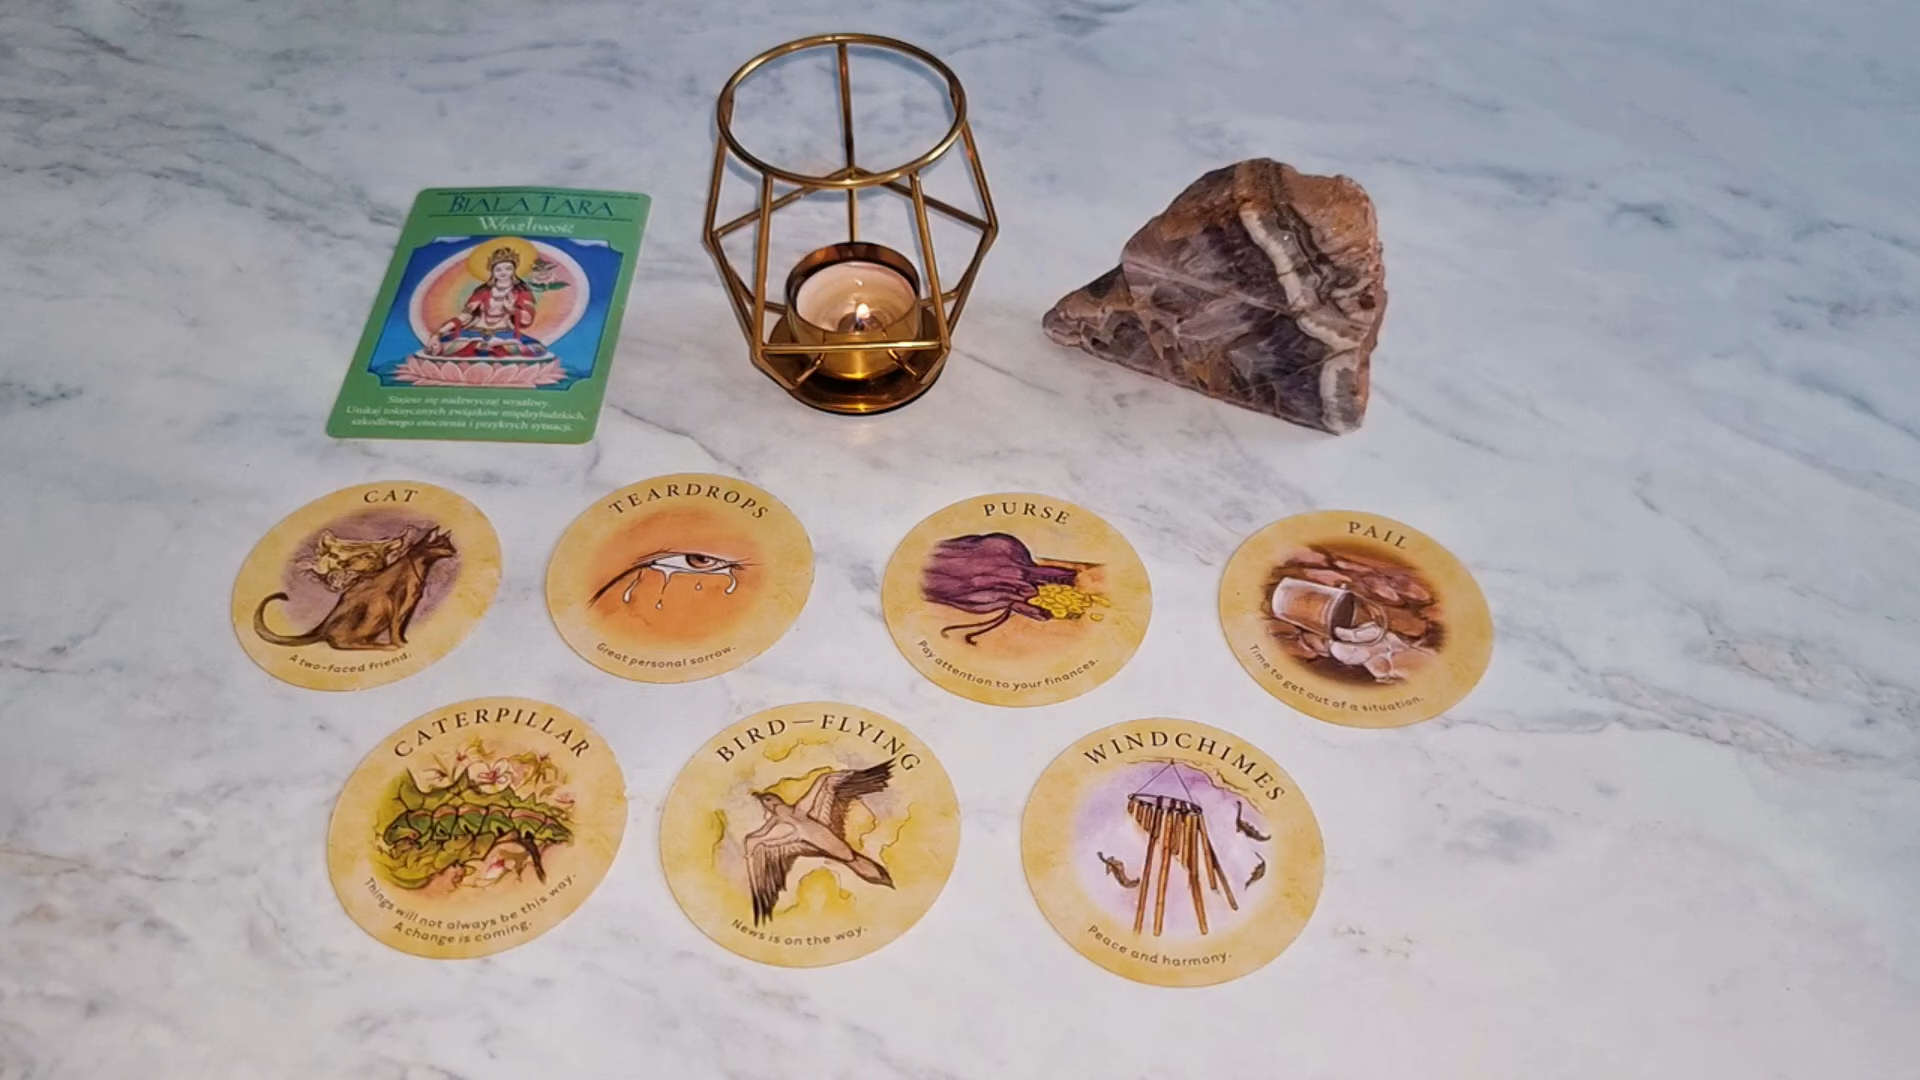 BIAŁA TARA
Wrażliwość
Stajesz się nadzwyczaj wrażliwy.
Unikaj toksycznych związków międzyludzkich,
szkodliwego otoczenia i przykrych sytuacji.
CAT
A two-faced friend.
TEARDROPS
Great personal sorrow.
PURSE
Pay attention to your finances.
PAIL
Time to get out of a situation.
CATERPILLAR
Things will not always be this way.
A change is coming.
BIRD—FLYING
News is on the way.
WINDCHIMES
Peace and harmony.